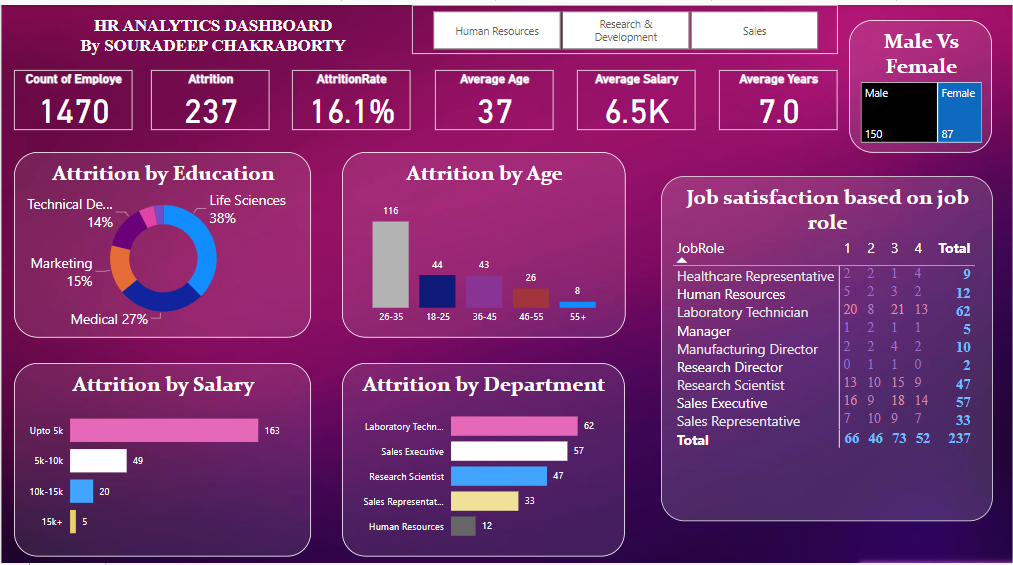 HR ANALYTICS DASHBOARD
By SOURADEEP CHAKRABORTY
Human Resources
Research &
Development
Sales
Male Vs
Female
Male
Female
150
87
Count of Employe
1470
Attrition
237
AttritionRate
16.1%
Average Age
37
Average Salary
6.5K
Average Years
7.0
Attrition by Education
Technical De...
14%
Life Sciences
38%
Marketing
15%
Medical 27%
Attrition by Age
116
44
43
26
8
26-35
18-25
36-45
46-55
55+
Job satisfaction based on job
role
JobRole 1 2 3 4 Total
Healthcare Representative 2 2 1 4 9
Human Resources 5 2 3 2 12
Laboratory Technician 20 8 21 13 62
Manager 1 2 1 1 5
Manufacturing Director 2 2 4 2 10
Research Director 0 1 1 0 2
Research Scientist 13 10 15 9 47
Sales Executive 16 9 18 14 57
Sales Representative 7 10 9 7 33
Total 66 46 73 52 237
Attrition by Salary
Upto 5k 163
5k-10k 49
10k-15k 20
15k+ 5
Attrition by Department
Laboratory Techn... 62
Sales Executive 57
Research Scientist 47
Sales Representat... 33
Human Resources 12